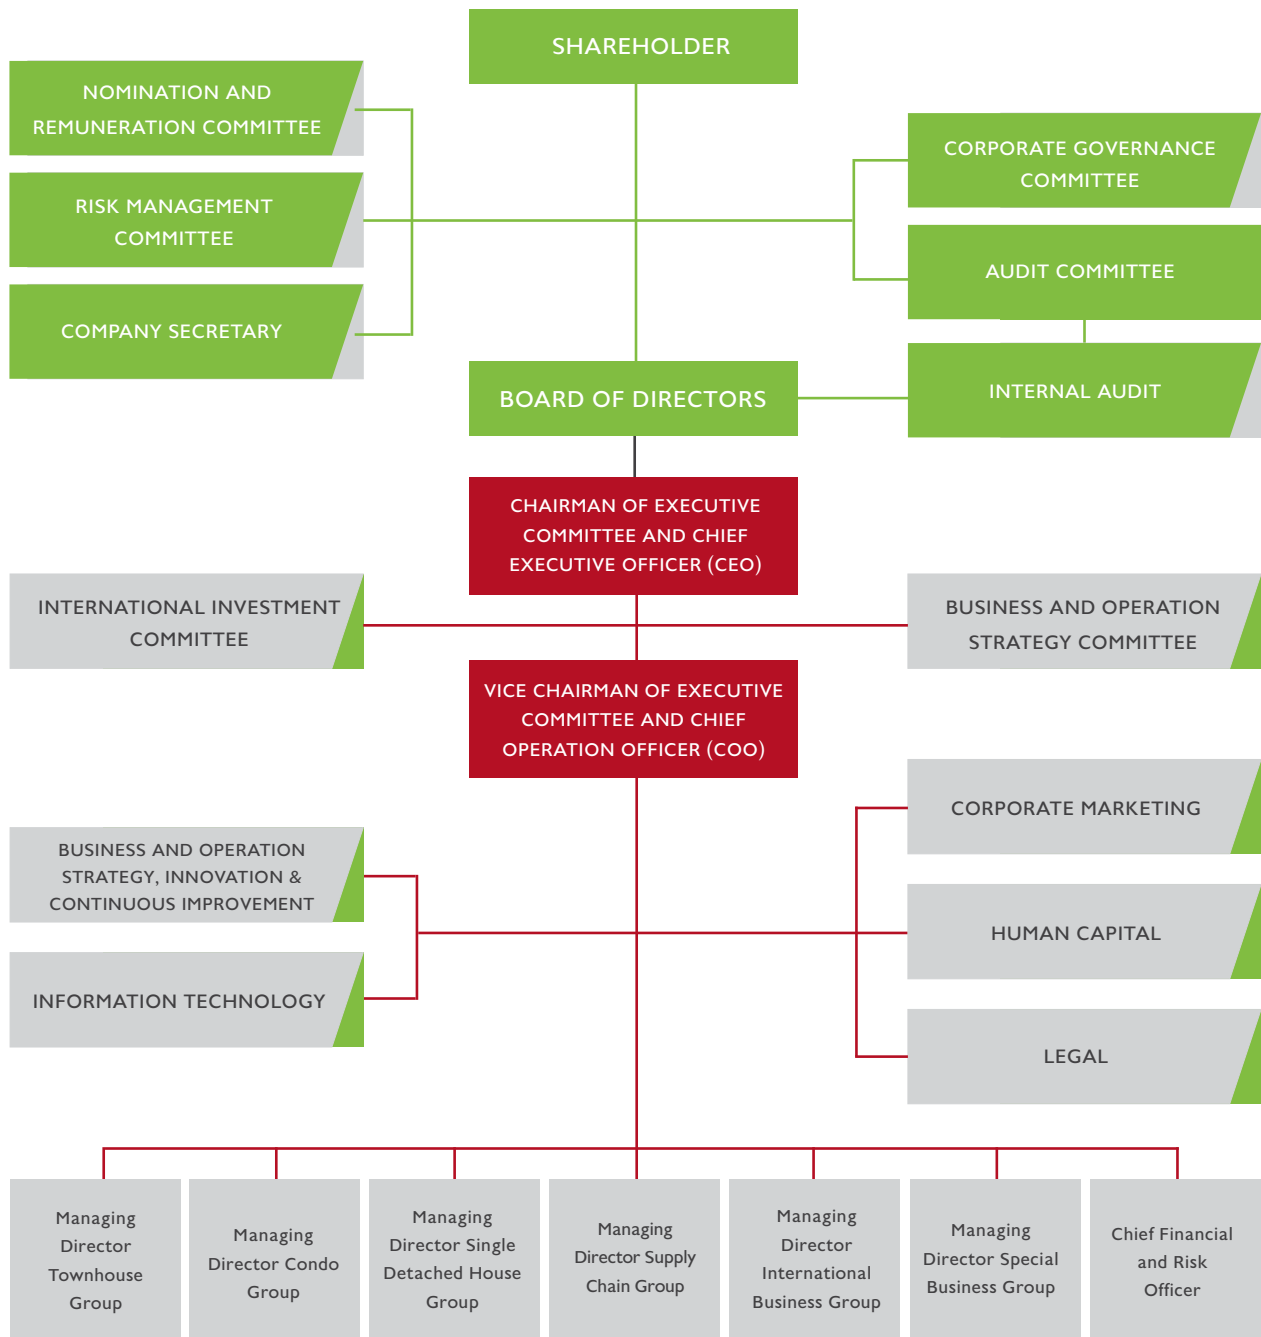 SHAREHOLDER
NOMINATION AND
REMUNERATION COMMITTEE
RISK MANAGEMENT
COMMITTEE
COMPANY SECRETARY
CORPORATE GOVERNANCE
COMMITTEE
AUDIT COMMITTEE
INTERNAL AUDIT
BOARD OF DIRECTORS
CHAIRMAN OF EXECUTIVE
COMMITTEE AND CHIEF
EXECUTIVE OFFICER (CEO)
INTERNATIONAL INVESTMENT
COMMITTEE
BUSINESS AND OPERATION
STRATEGY COMMITTEE
VICE CHAIRMAN OF EXECUTIVE
COMMITTEE AND CHIEF
OPERATION OFFICER (COO)
BUSINESS AND OPERATION
STRATEGY, INNOVATION &
CONTINUOUS IMPROVEMENT
INFORMATION TECHNOLOGY
CORPORATE MARKETING
HUMAN CAPITAL
LEGAL
Managing
Director
Townhouse
Group
Managing
Director Condo
Group
Managing
Director Single
Detached House
Group
Managing
Director Supply
Chain Group
Managing
Director
International
Business Group
Managing
Director Special
Business Group
Chief Financial
and Risk
Officer